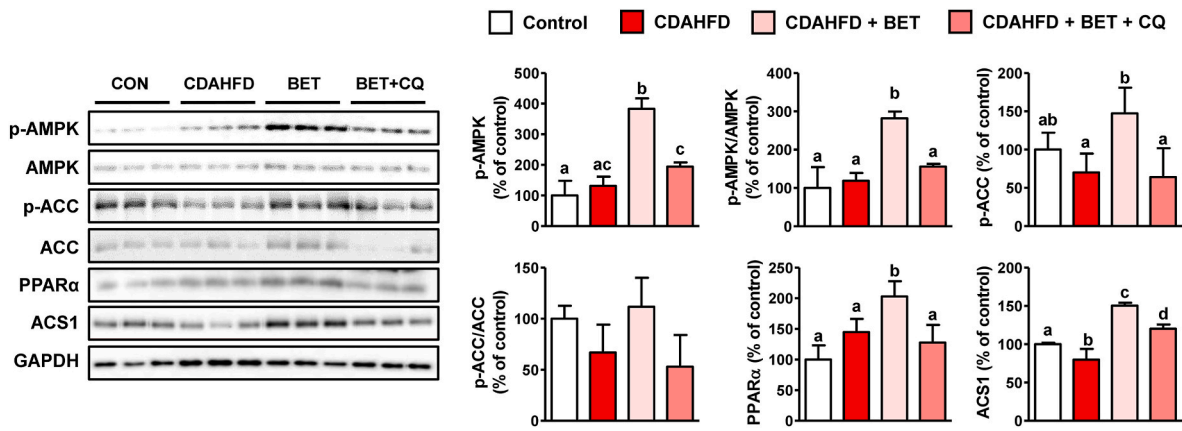 Control
CDAHFD
CDAHFD + BET
CDAHFD + BET + CQ
CON
CDAHFD
BET
BET+CQ
p-AMPK
AMPK
p-ACC
ACC
PPARα
ACS1
GAPDH
p-AMPK
(% of control)
500
400
300
200
100
0
a
ac
b
c
p-AMPK/AMPK
(% of control)
400
300
200
100
0
a
a
b
a
p-ACC (% of control)
200
150
100
50
0
ab
a
b
a
p-ACC/ACC
(% of control)
150
100
50
0
PPARα (% of control)
250
200
150
100
50
0
a
a
b
a
ACS1 (% of control)
200
150
100
50
0
a
b
c
d